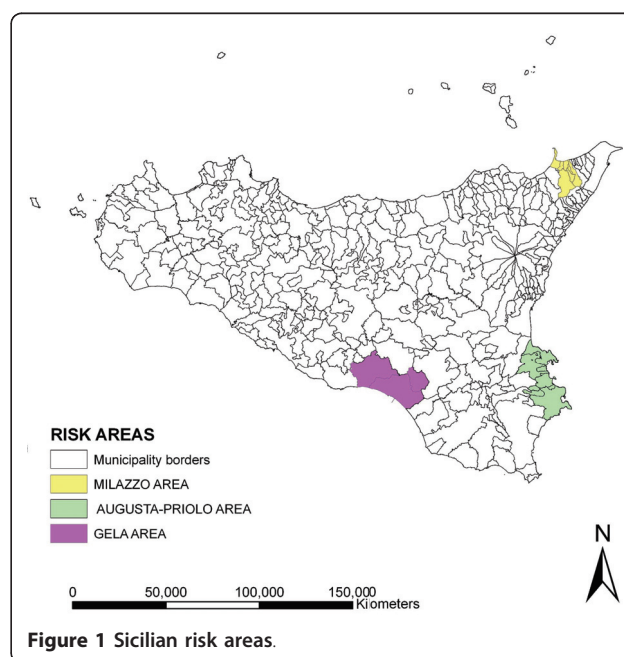 RISK AREAS
Municipality borders
MILAZZO AREA
AUGUSTA-PRIOLO AREA
GELA AREA
N
0 50,000 100,000 150,000
Kilometers
Figure 1 Sicilian risk areas.